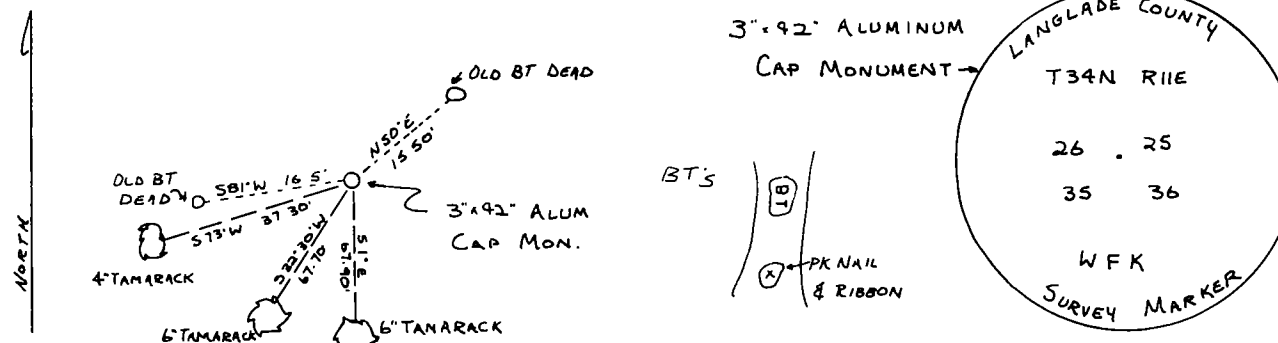 NORTH
OLD BT DEAD
N50°E
15.50'
OLD BT
DEAD
S81°W 16.5'
S73°W 37.30'
3"x42" ALUM
CAP MON.
4" TAMARACK
S22°30'W
67.70'
S1°E
67.90'
6" TAMARACK
6" TAMARACK
BT's
BT
X
PK NAIL
& RIBBON
3"x42" ALUMINUM
CAP MONUMENT
LANGLADE COUNTY
T34N R11E
26 . 25
35 36
WFK
SURVEY MARKER